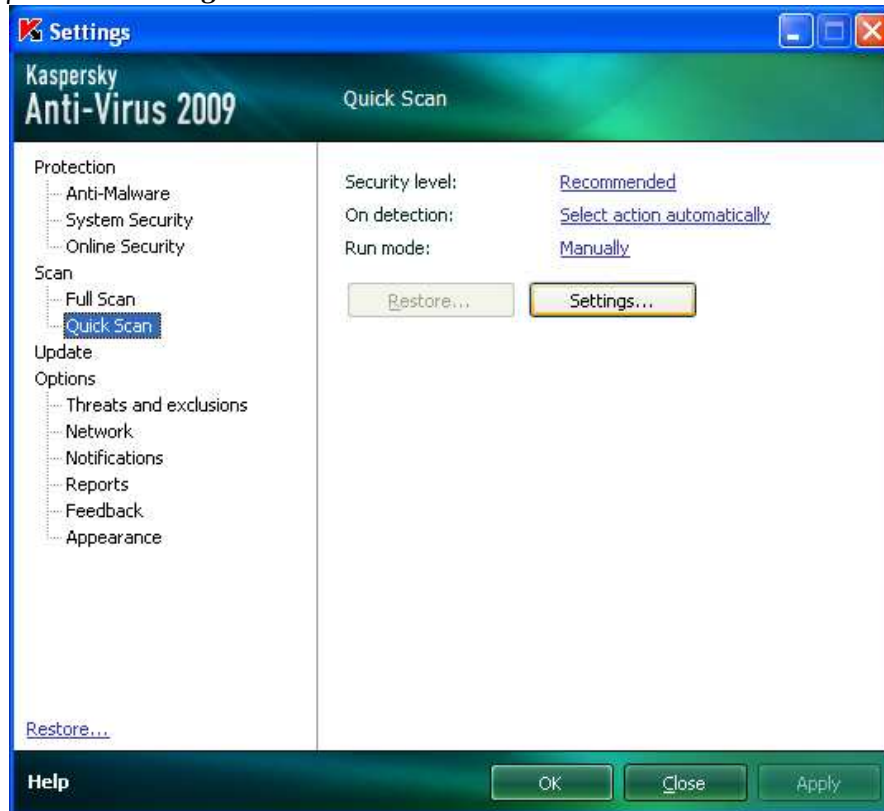 Settings
Kaspersky
Anti-Virus 2009
Quick Scan
Protection
Anti-Malware
System Security
Online Security
Scan
Full Scan
Quick Scan
Update
Options
Threats and exclusions
Network
Notifications
Reports
Feedback
Appearance
Restore...
Security level: Recommended
On detection: Select action automatically
Run mode: Manually
Restore... Settings...
Help OK Close Apply